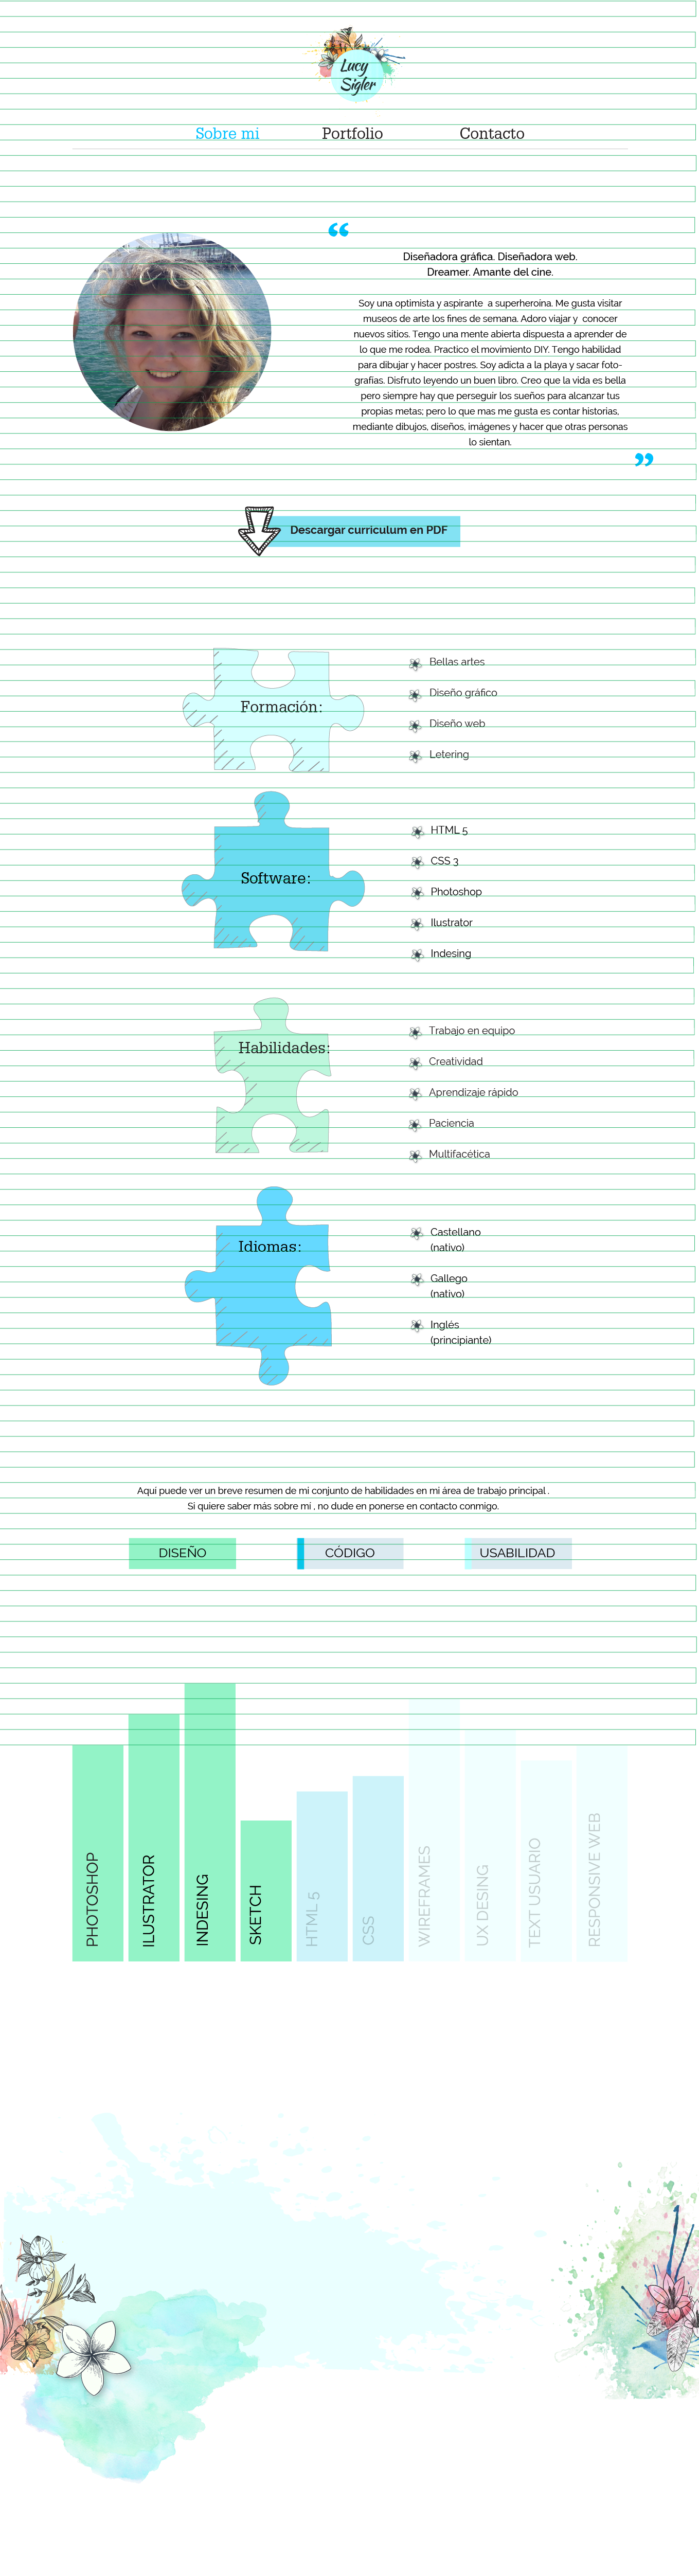 Lucy
Sigler
Sobre mi
Portfolio
Contacto
“
Diseñadora gráfica. Diseñadora web.
Dreamer. Amante del cine.
Soy una optimista y aspirante a superheroina. Me gusta visitar
museos de arte los fines de semana. Adoro viajar y conocer
nuevos sitios. Tengo una mente abierta dispuesta a aprender de
lo que me rodea. Practico el movimiento DIY. Tengo habilidad
para dibujar y hacer postres. Soy adicta a la playa y sacar foto-
grafias. Disfruto leyendo un buen libro. Creo que la vida es bella
pero siempre hay que perseguir los sueños para alcanzar tus
propias metas; pero lo que mas me gusta es contar historias,
mediante dibujos, diseños, imágenes y hacer que otras personas
lo sientan.
”
Descargar curriculum en PDF
Formación:
Bellas artes
Diseño gráfico
Diseño web
Letering
Software:
HTML 5
CSS 3
Photoshop
Ilustrator
Indesing
Habilidades:
Trabajo en equipo
Creatividad
Aprendizaje rápido
Paciencia
Multifacética
Idiomas:
Castellano
(nativo)
Gallego
(nativo)
Inglés
(principiante)
Aquí puede ver un breve resumen de mi conjunto de habilidades en mi área de trabajo principal .
Si quiere saber más sobre mí , no dude en ponerse en contacto conmigo.
DISEÑO
CÓDIGO
USABILIDAD
PHOTOSHOP
ILUSTRATOR
INDESING
SKETCH
HTML 5
CSS
WIREFRAMES
UX DESING
TEXT USUARIO
RESPONSIVE WEB